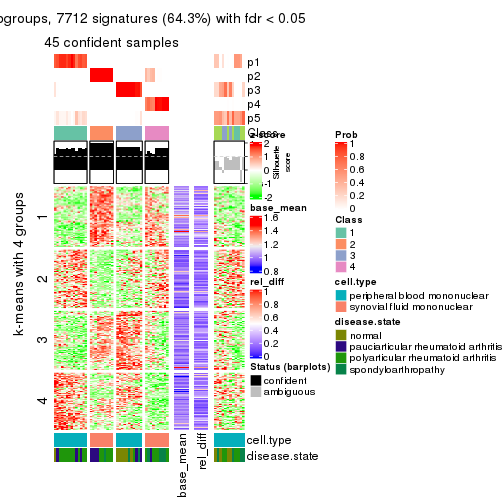 ogroups, 7712 signatures (64.3%) with fdr < 0.05
45 confident samples
p1
p2
p3
p4
p5
Class
Silhouette
score
1
2
3
4
k-means with 4 groups
base_mean
rel_diff
cell.type
disease.state
z-score
2
1
0
-1
-2
base_mean
1.6
1.4
1.2
1
0.8
rel_diff
1
0.8
0.6
0.4
0.2
0
Status (barplots)
confident
ambiguous
Prob
1
0.8
0.6
0.4
0.2
0
Class
1
2
3
4
cell.type
peripheral blood mononuclear
synovial fluid mononuclear
disease.state
normal
pauciarticular rheumatoid arthritis
polyarticular rheumatoid arthritis
spondyloarthropathy